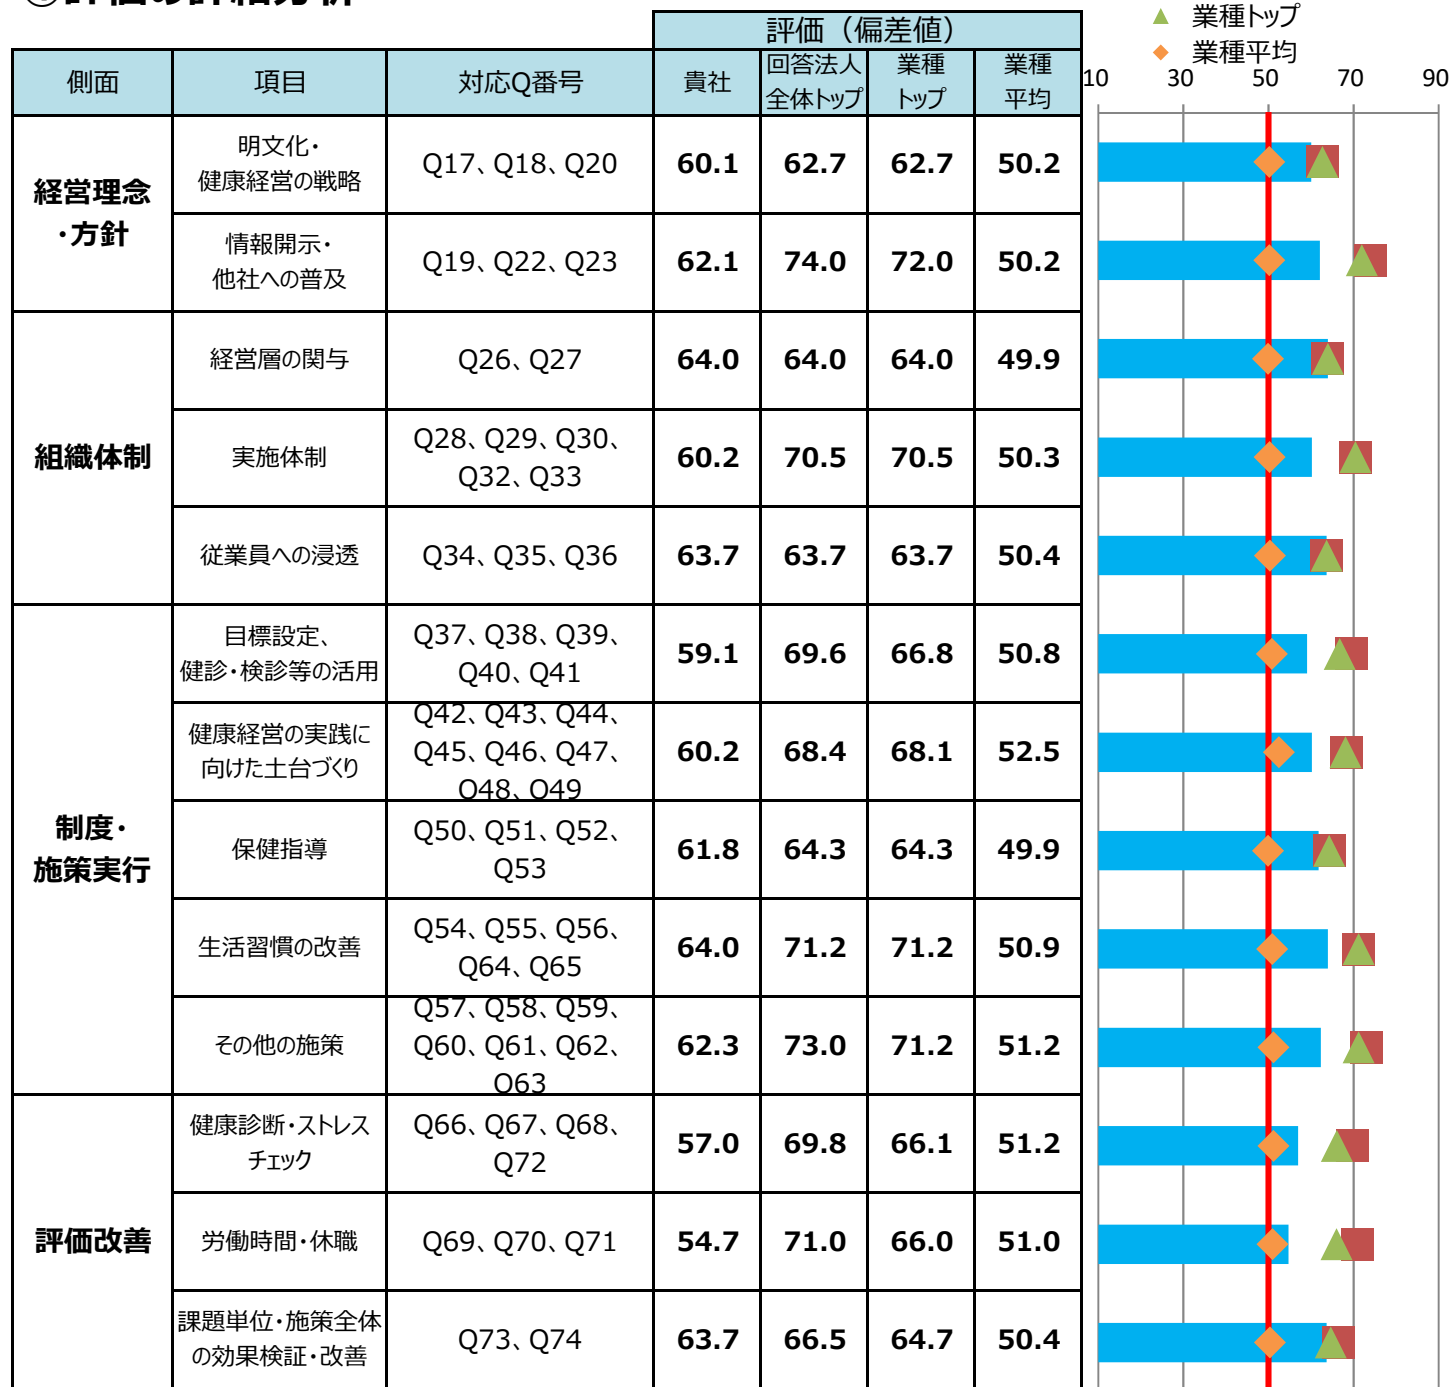 ▲ 業種トップ
◆ 業種平均
評価（偏差値）
側面 項目 対応Q番号 貴社 回答法人全体トップ 業種トップ 業種平均
10 30 50 70 90
経営理念・方針
明文化・
健康経営の戦略
Q17、Q18、Q20
60.1 62.7 62.7 50.2
情報開示・
他社への普及
Q19、Q22、Q23
62.1 74.0 72.0 50.2
組織体制
経営層の関与
Q26、Q27
64.0 64.0 64.0 49.9
実施体制
Q28、Q29、Q30、
Q32、Q33
60.2 70.5 70.5 50.3
従業員への浸透
Q34、Q35、Q36
63.7 63.7 63.7 50.4
制度・
施策実行
目標設定、
健診・検診等の活用
Q37、Q38、Q39、
Q40、Q41
59.1 69.6 66.8 50.8
健康経営の実践に
向けた土台づくり
Q42、Q43、Q44、
Q45、Q46、Q47、
Q48、Q49
60.2 68.4 68.1 52.5
保健指導
Q50、Q51、Q52、
Q53
61.8 64.3 64.3 49.9
生活習慣の改善
Q54、Q55、Q56、
Q64、Q65
64.0 71.2 71.2 50.9
その他の施策
Q57、Q58、Q59、
Q60、Q61、Q62、
Q63
62.3 73.0 71.2 51.2
評価改善
健康診断・ストレス
チェック
Q66、Q67、Q68、
Q72
57.0 69.8 66.1 51.2
労働時間・休職
Q69、Q70、Q71
54.7 71.0 66.0 51.0
課題単位・施策全体
の効果検証・改善
Q73、Q74
63.7 66.5 64.7 50.4